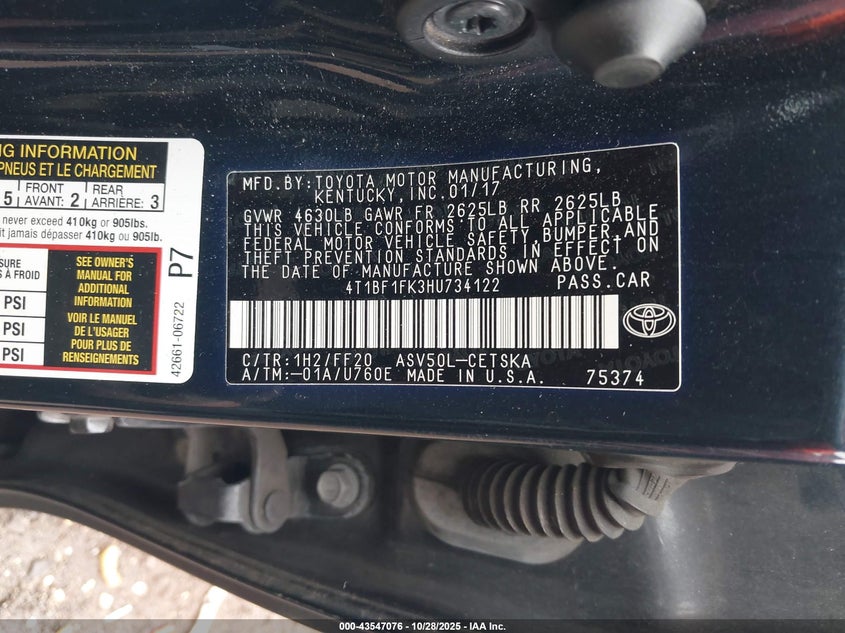 NG INFORMATION
PNEUS ET LE CHARGEMENT
5 FRONT AVANT: 2 REAR ARRIÈRE: 3
never exceed 410kg or 905lbs.
it jamais dépasser 410kg ou 905lb.
SURE
À FROID
PSI
PSI
PSI
SEE OWNER'S
MANUAL FOR
ADDITIONAL
INFORMATION
VOIR LE MANUEL
DE L'USAGER
POUR PLUS DE
RENSEIGNEMENTS
P7
42661-06722
MFD.BY:TOYOTA MOTOR MANUFACTURING,
KENTUCKY,INC.01/17
GVWR 4630LB GAWR FR 2625LB RR 2625LB
THIS VEHICLE CONFORMS TO ALL APPLICABLE
FEDERAL MOTOR VEHICLE SAFETY,BUMPER,AND
THEFT PREVENTION STANDARDS IN EFFECT ON
THE DATE OF MANUFACTURE SHOWN ABOVE.
4T1BF1FK3HU734122 PASS.CAR
C/TR:1H2/FF20 ASV50L-CETSKA
A/TM:-01A/U760E MADE IN U.S.A. 75374
000-43547076 - 10/28/2025 - IAA Inc.